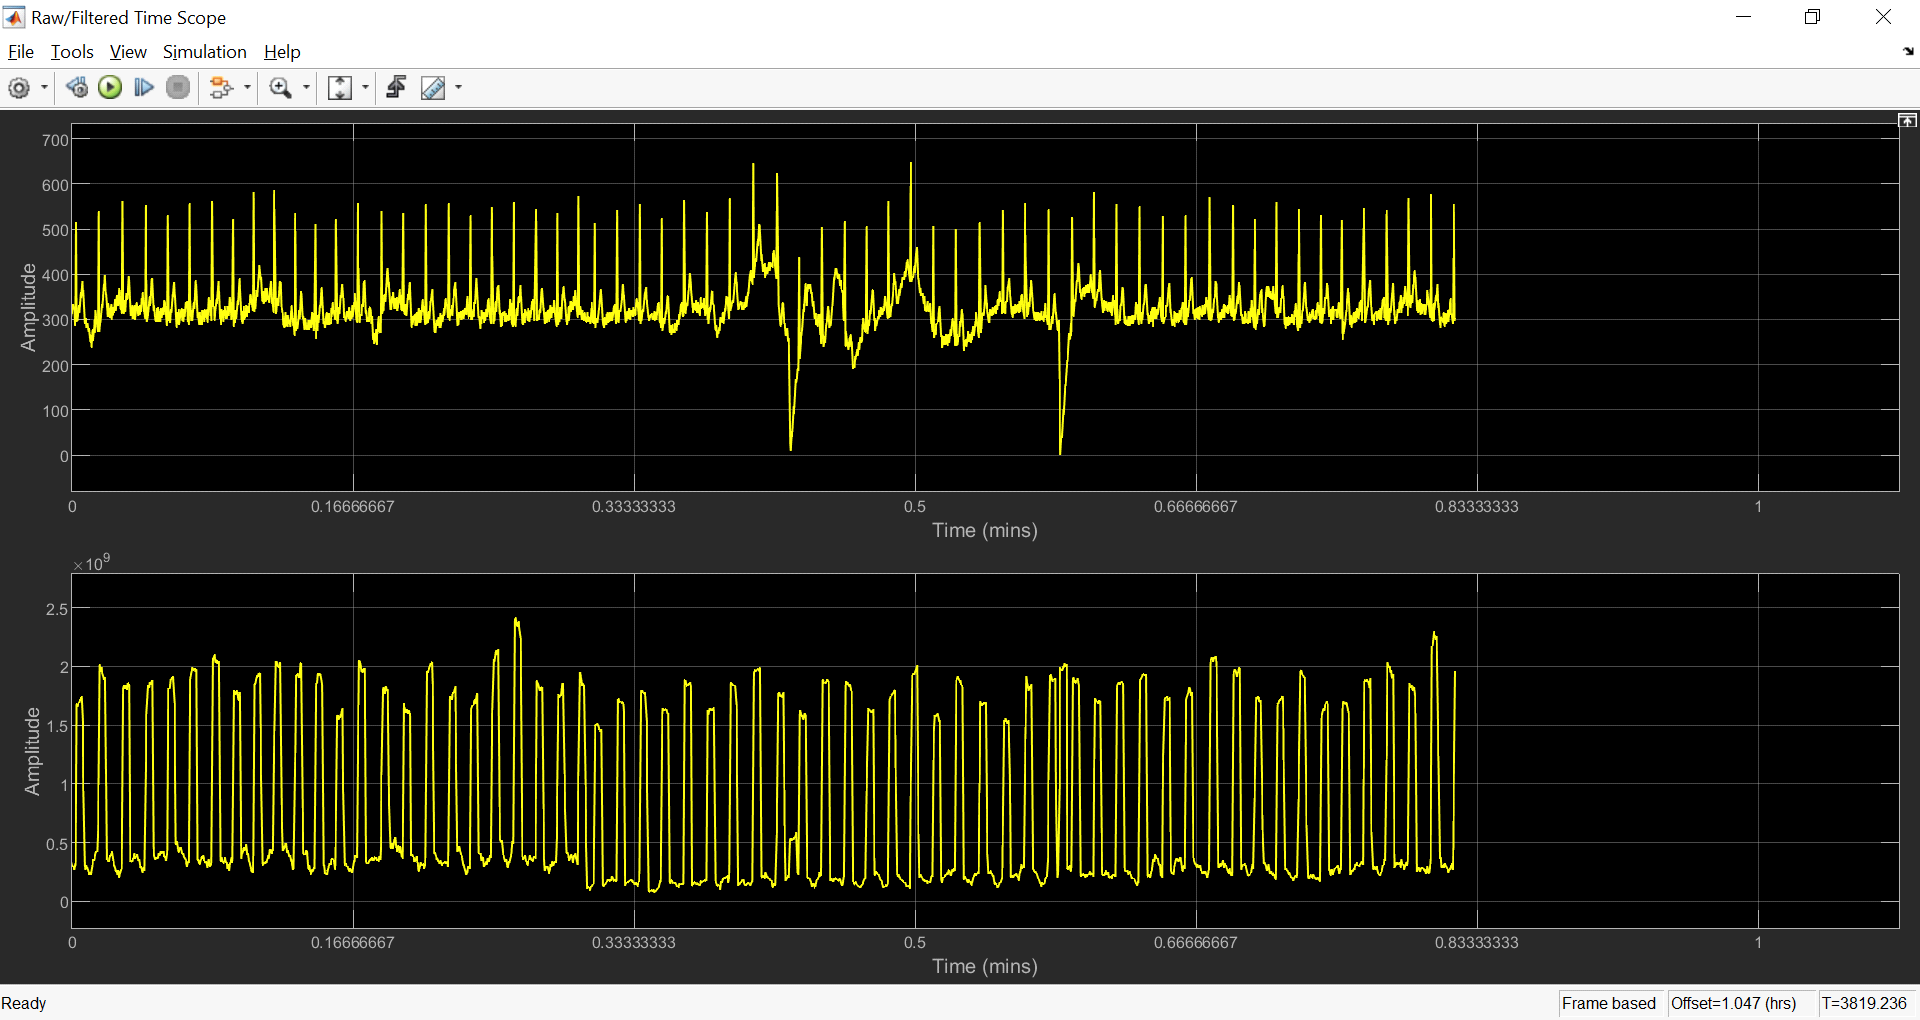 Raw/Filtered Time Scope
File Tools View Simulation Help
700
600
500
400
300
200
100
0
Amplitude
0 0.16666667 0.33333333 0.5 0.66666667 0.83333333 1
Time (mins)
×10⁹
2.5
2
1.5
1
0.5
0
Amplitude
0 0.16666667 0.33333333 0.5 0.66666667 0.83333333 1
Time (mins)
Ready Frame based Offset=1.047 (hrs) T=3819.236